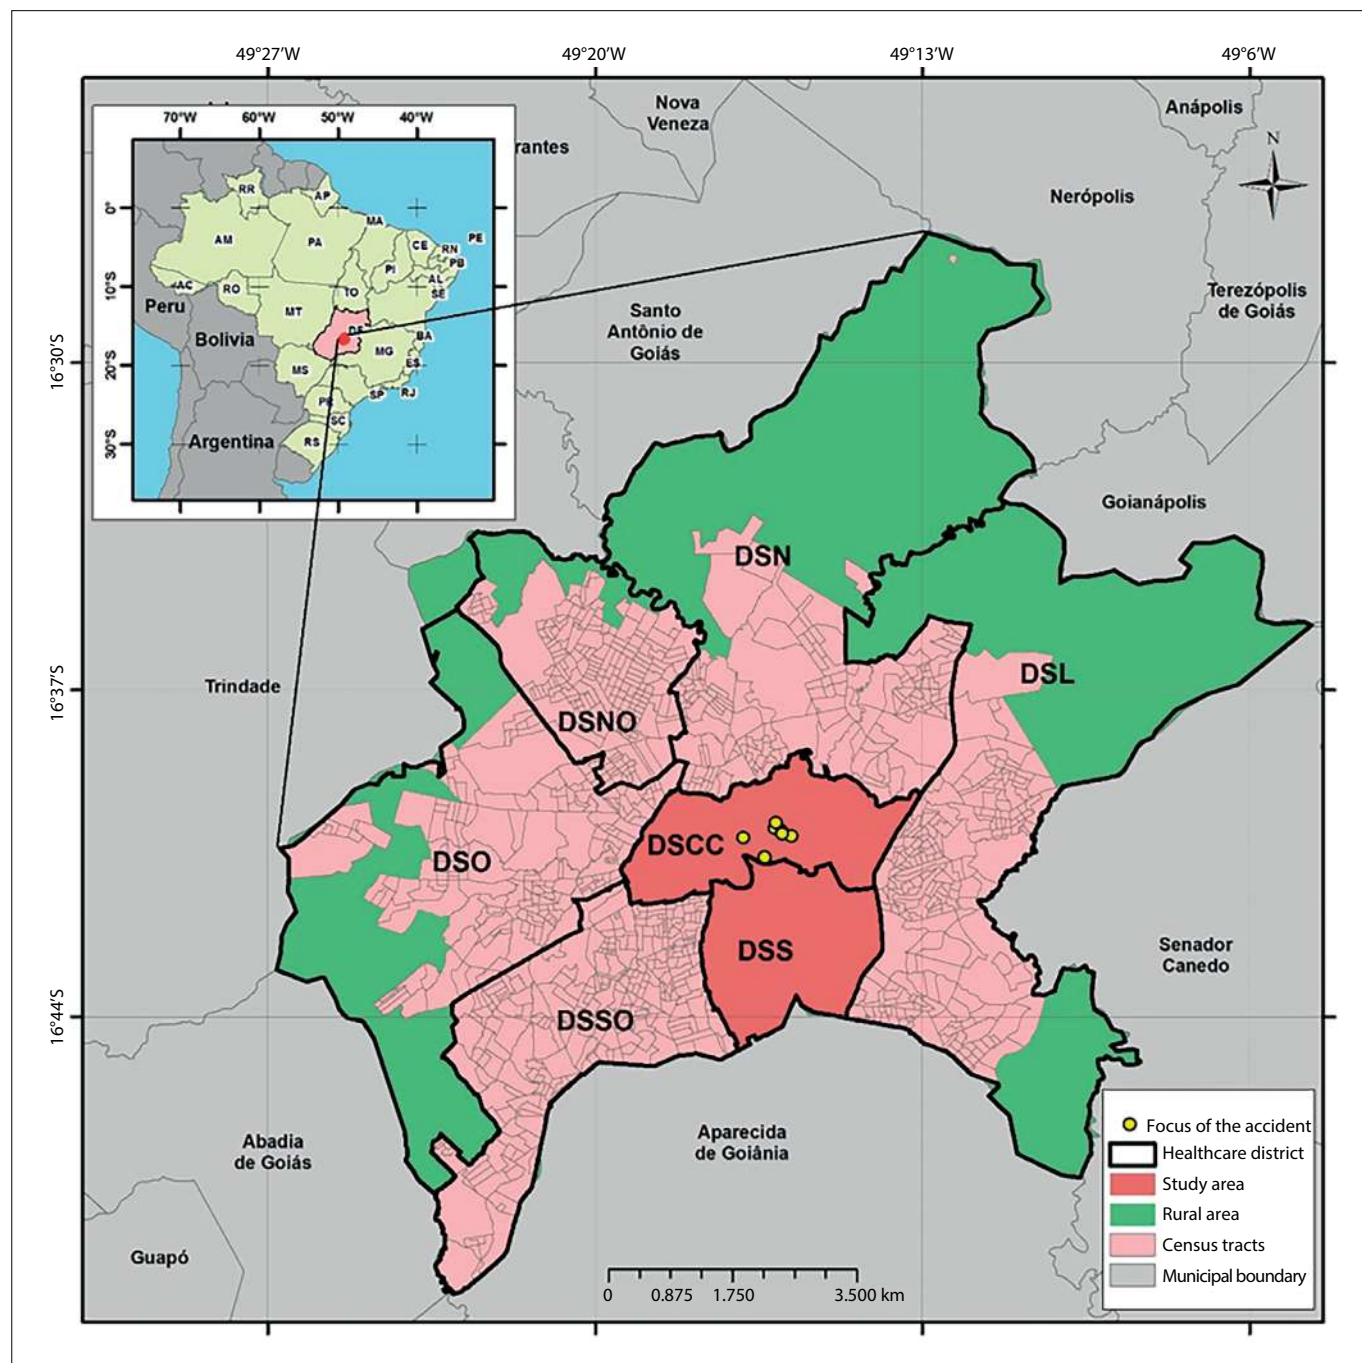 49°27'W 49°20'W 49°13'W 49°6'W
70°W 60°W 50°W 40°W
0°
10°S
20°S
30°S
RR
AP
AM
PA
MA
CE
RN
PE
PB
PI
AL
SE
AC
RO
TO
MT
DF
BA
MG
ES
MS
SP
RJ
PR
SC
RS
Peru
Bolivia
Argentina
rantes
Nova
Veneza
Anápolis
N
Nerópolis
Santo
Antônio de
Goiás
Terezópolis
de Goiás
Goianápolis
16°30'S
16°37'S
16°44'S
Trindade
DSN
DSL
DSNO
DSO
DSCC
DSS
DSSO
Senador
Canedo
Abadia
de Goiás
Aparecida
de Goiânia
Guapó
Focus of the accident
Healthcare district
Study area
Rural area
Census tracts
Municipal boundary
0 0.875 1.750 3.500 km